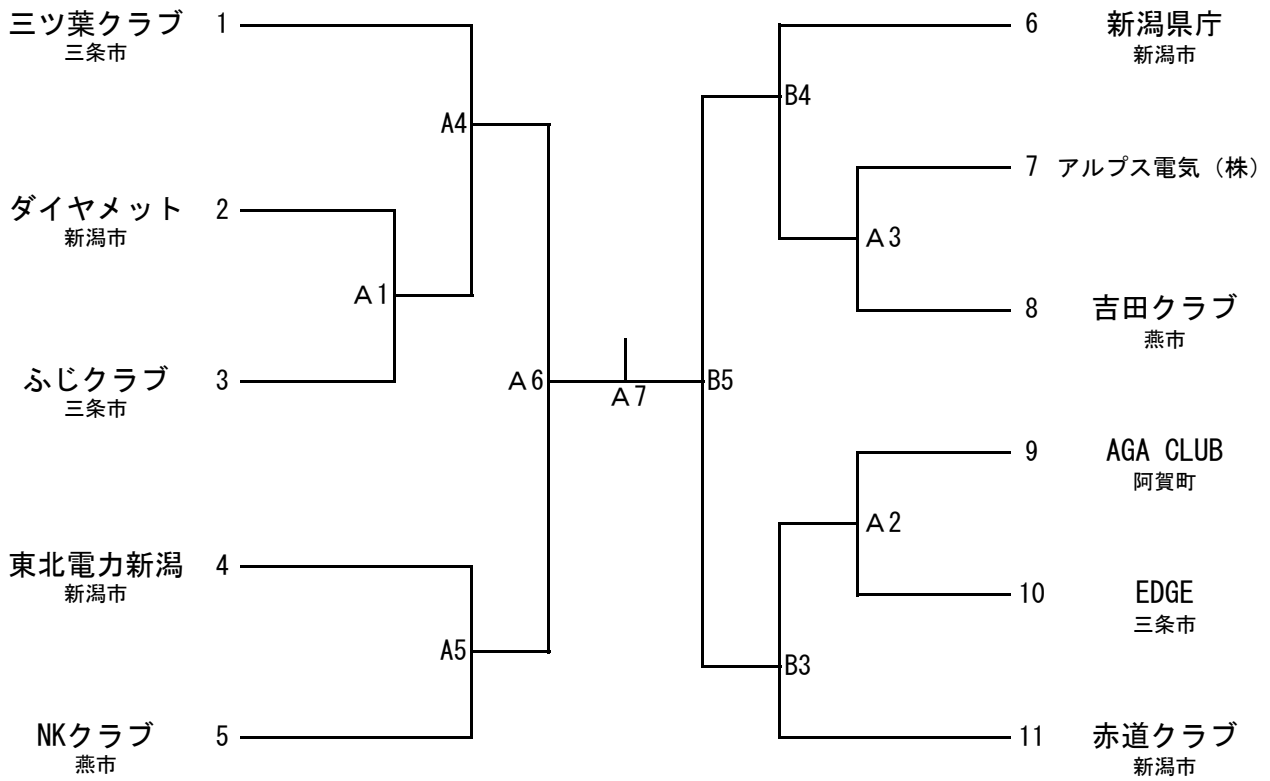 三ツ葉クラブ 1
三条市
A4
ダイヤメット 2
新潟市
A1
ふじクラブ 3
三条市
A6
東北電力新潟 4
新潟市
A5
NKクラブ 5
燕市
A7
6 新潟県庁
新潟市
B4
7 アルプス電気（株）
A3
8 吉田クラブ
燕市
B5
9 AGA CLUB
阿賀町
A2
10 EDGE
三条市
B3
11 赤道クラブ
新潟市